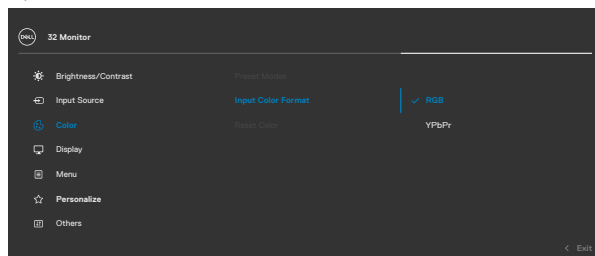 DELL
32 Monitor
Brightness/Contrast
Preset Modes
Input Source
Input Color Format
✓ RGB
Color
Reset Color
YPbPr
Display
Menu
Personalize
Others
< Exit